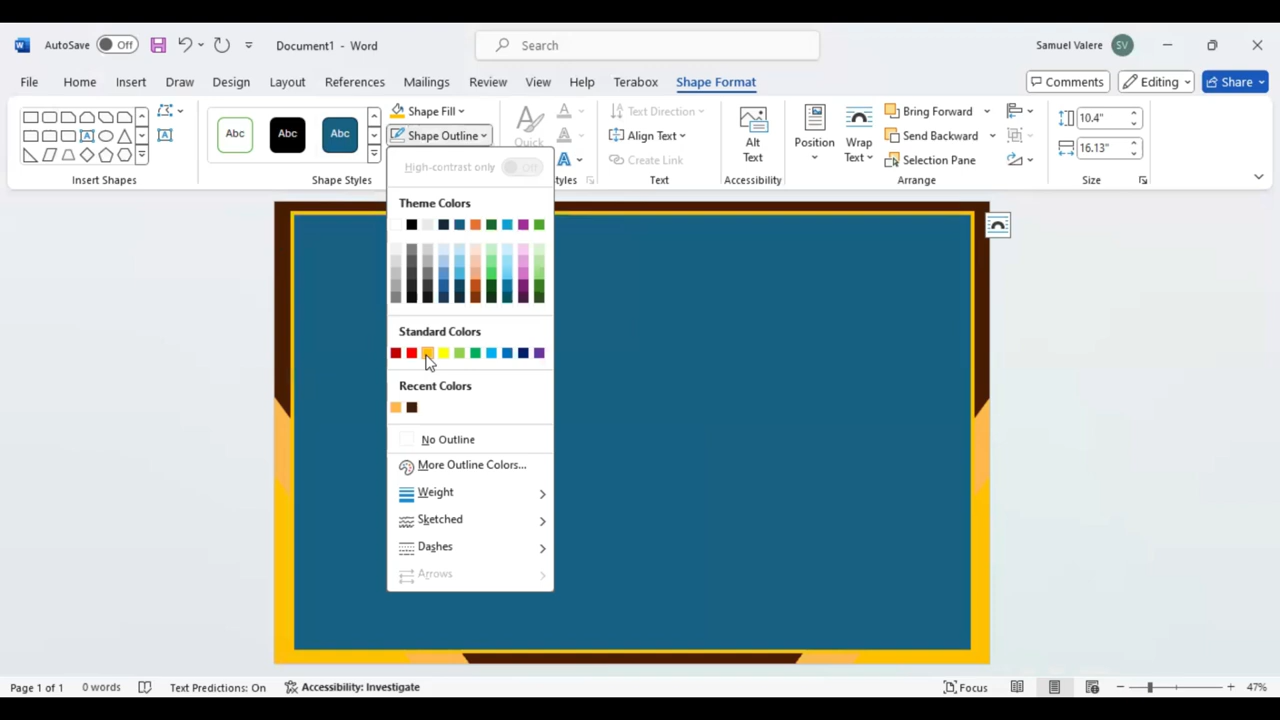 AutoSave Off Document1 - Word Search Samuel Valere SV
File Home Insert Draw Design Layout References Mailings Review View Help Terabox Shape Format Comments Editing Share
Abc Abc Abc
Shape Fill
Shape Outline
Quick
Text Direction
Align Text
Create Link
Alt Text
Position
Wrap Text
Bring Forward
Send Backward
Selection Pane
10.4"
16.13"
Insert Shapes Shape Styles Text Accessibility Arrange Size
High-contrast only Off
Theme Colors
Standard Colors
Recent Colors
No Outline
More Outline Colors...
Weight
Sketched
Dashes
Arrows
Page 1 of 1 0 words Text Predictions: On Accessibility: Investigate Focus 47%